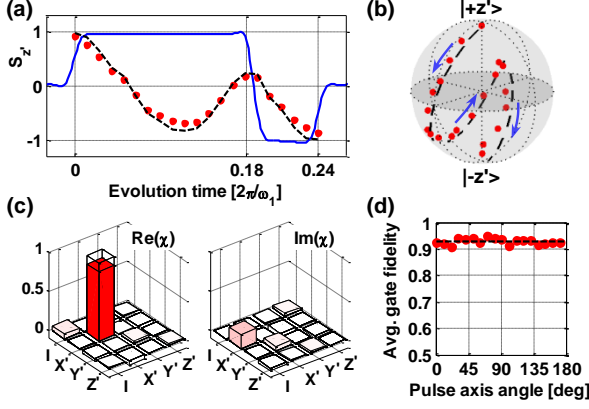 (a)
S_z'
1
0
-1
0
0.18
0.24
Evolution time [2π/ω₁]
(b)
|+z'>
|-z'>
(c)
Re(χ)
Im(χ)
1
0.5
0
I
X'
Y'
Z'
I
X'
Y'
Z'
I
X'
Y'
Z'
I
X'
Y'
Z'
(d)
Avg. gate fidelity
1
0.9
0.8
0.7
0.6
0.5
0
45
90
135
180
Pulse axis angle [deg]